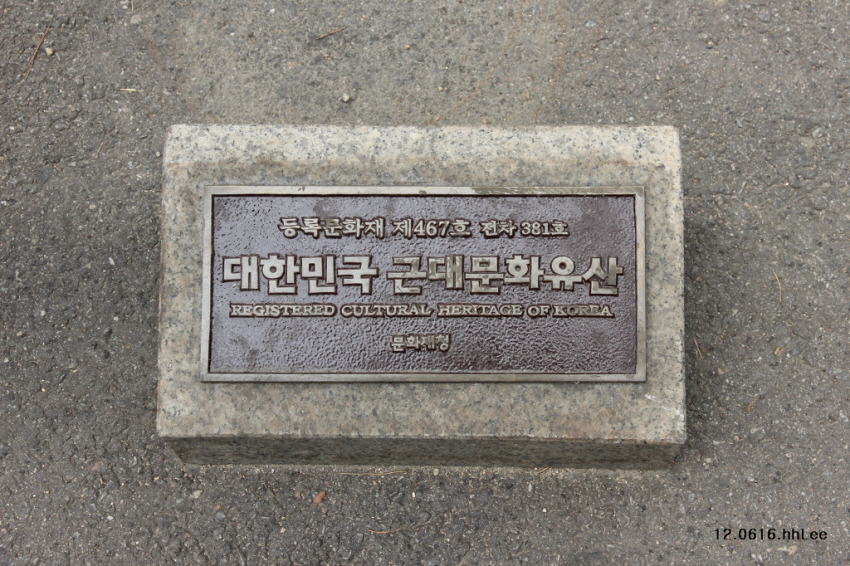 등록문화재 제467호 전차 381호
대한민국 근대문화유산
REGISTERED CULTURAL HERITAGE OF KOREA
문화재청
12.0616.hhLee